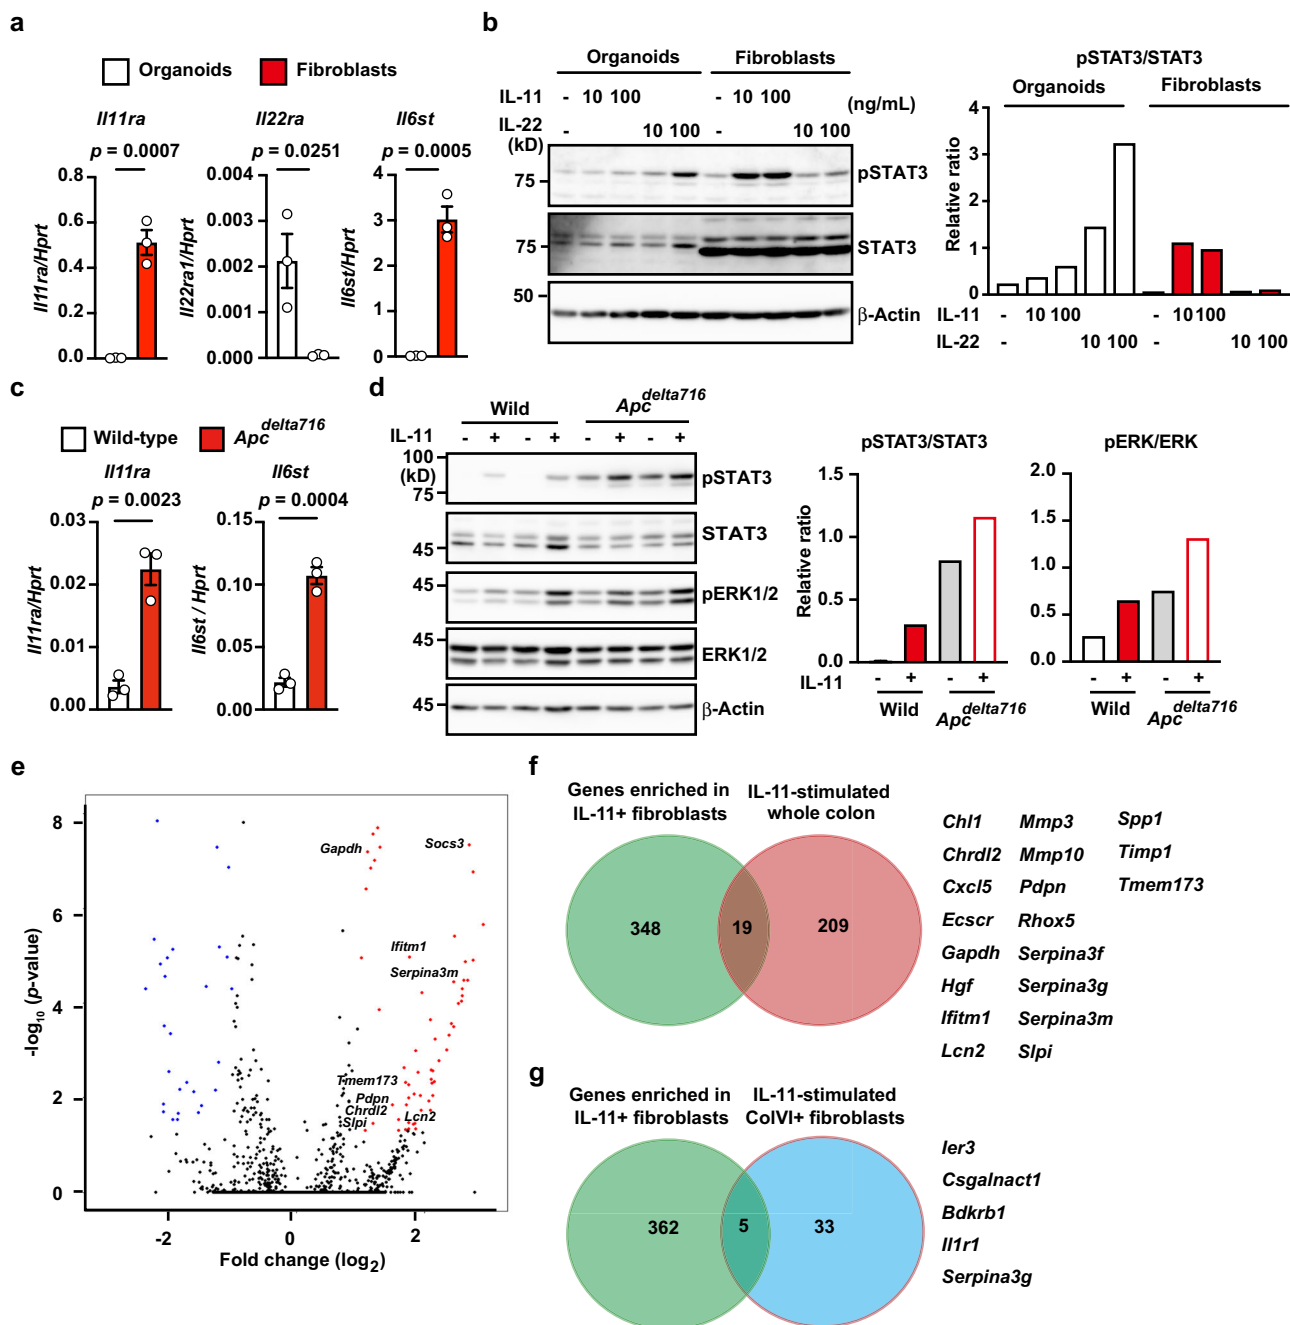 a
Organoids Fibroblasts
Il11ra Il22ra Il6st
p = 0.0007 p = 0.0251 p = 0.0005
Il11ra/Hprt
0.8
0.6
0.4
0.2
0.0
Il22ra1/Hprt
0.004
0.003
0.002
0.001
0.000
Il6st/Hprt
4
3
2
1
0
b
Organoids Fibroblasts
IL-11 - 10 100 - 10 100 (ng/mL)
IL-22 - 10 100 10 100
(kD)
75 pSTAT3
75 STAT3
50 β-Actin
pSTAT3/STAT3
Organoids Fibroblasts
Relative ratio
4
3
2
1
0
IL-11 - 10 100 - 10 100
IL-22 - 10 100 - 10 100
c
Wild-type Apc delta716
Il11ra Il6st
p = 0.0023 p = 0.0004
Il11ra/Hprt
0.03
0.02
0.01
0.00
Il6st / Hprt
0.15
0.10
0.05
0.00
d
Wild Apc delta716
IL-11 - + - + - + - +
100
(kD)
75
pSTAT3
45 STAT3
45 pERK1/2
45 ERK1/2
45 β-Actin
pSTAT3/STAT3
Relative ratio
1.5
1.0
0.5
0.0
IL-11 - + - +
Wild Apc delta716
pERK/ERK
2.0
1.5
1.0
0.5
0.0
- + - +
Wild Apc delta716
e
-log10 (p-value)
8
6
4
2
0
Gapdh
Socs3
Ifitm1
Serpina3m
Tmem173
Pdpn
Chrdl2
Slpi
Lcn2
-2 0 2
Fold change (log2)
f
Genes enriched in
IL-11+ fibroblasts
IL-11-stimulated
whole colon
348 19 209
Chl1 Mmp3 Spp1
Chrdl2 Mmp10 Timp1
Cxcl5 Pdpn Tmem173
Ecscr Rhox5
Gapdh Serpina3f
Hgf Serpina3g
Ifitm1 Serpina3m
Lcn2 Slpi
g
Genes enriched in
IL-11+ fibroblasts
IL-11-stimulated
ColVI+ fibroblasts
362 5 33
Ier3
Csgalnact1
Bdkrb1
Il1r1
Serpina3g